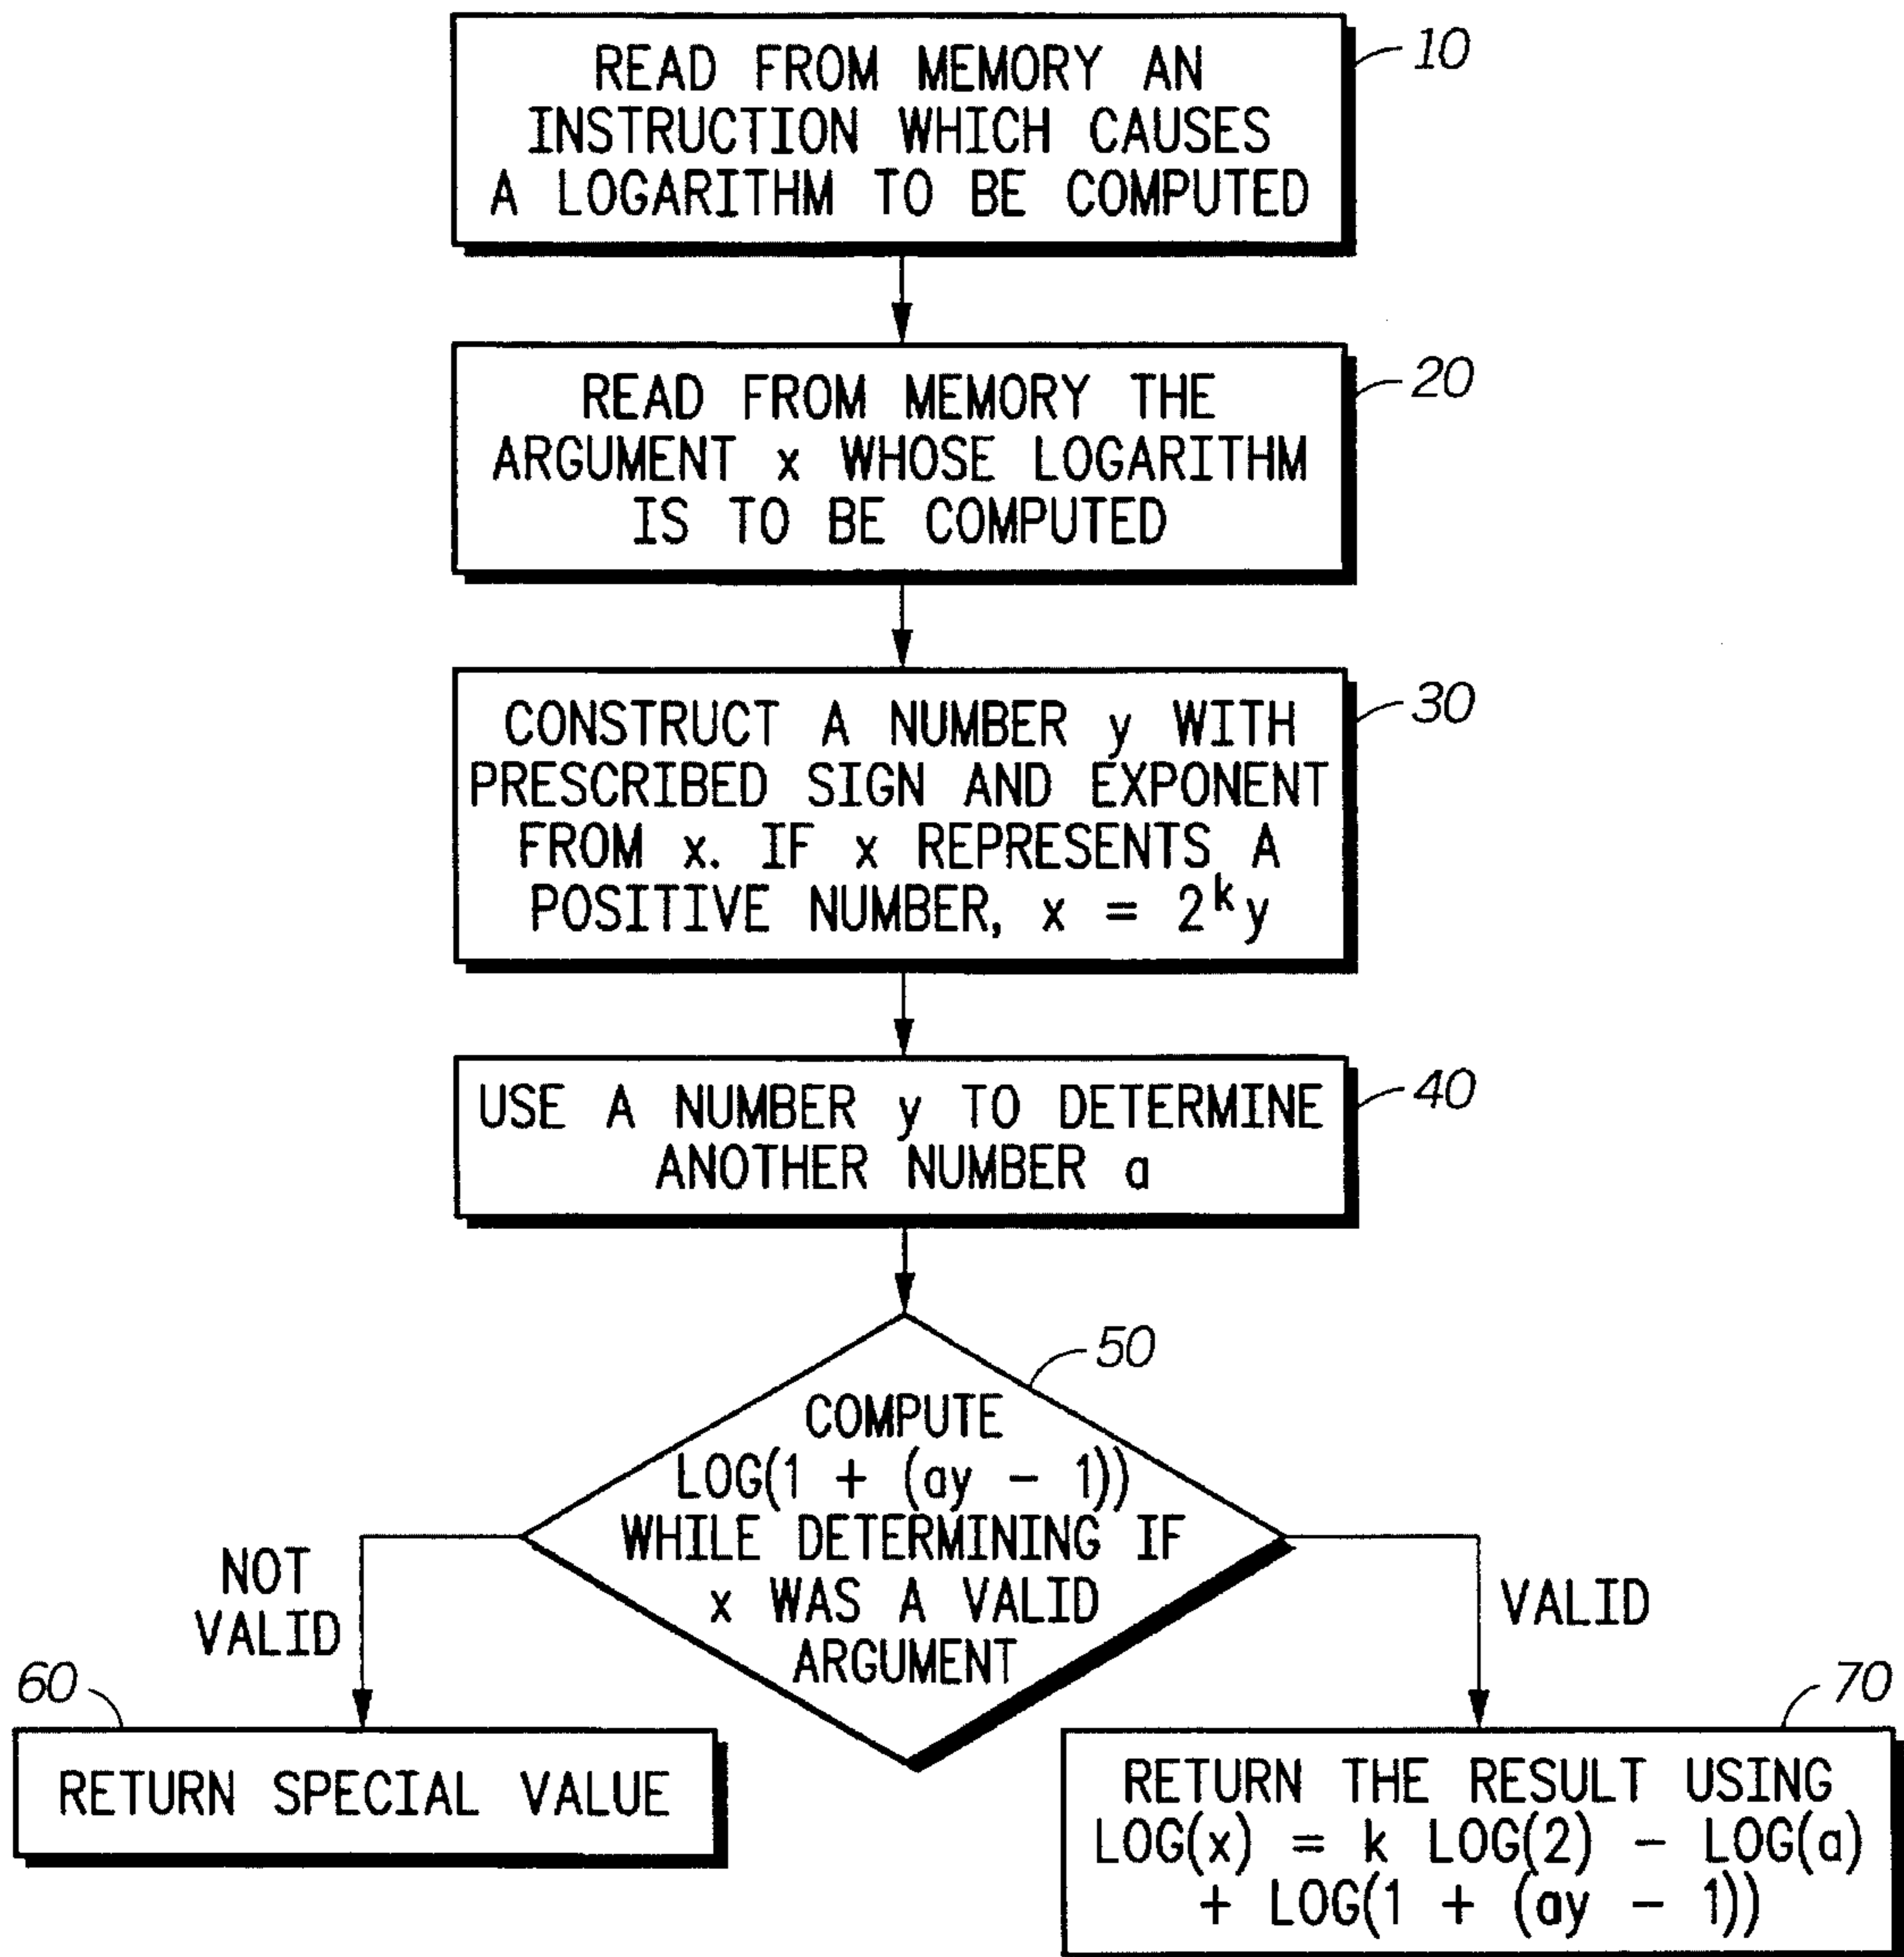 READ FROM MEMORY AN
INSTRUCTION WHICH CAUSES
A LOGARITHM TO BE COMPUTED
10
READ FROM MEMORY THE
ARGUMENT x WHOSE LOGARITHM
IS TO BE COMPUTED
20
CONSTRUCT A NUMBER y WITH
PRESCRIBED SIGN AND EXPONENT
FROM x. IF x REPRESENTS A
POSITIVE NUMBER, x = 2^k y
30
USE A NUMBER y TO DETERMINE
ANOTHER NUMBER a
40
COMPUTE
LOG(1 + (ay - 1))
WHILE DETERMINING IF
x WAS A VALID
ARGUMENT
50
NOT
VALID
VALID
60
RETURN SPECIAL VALUE
70
RETURN THE RESULT USING
LOG(x) = k LOG(2) - LOG(a)
+ LOG(1 + (ay - 1))